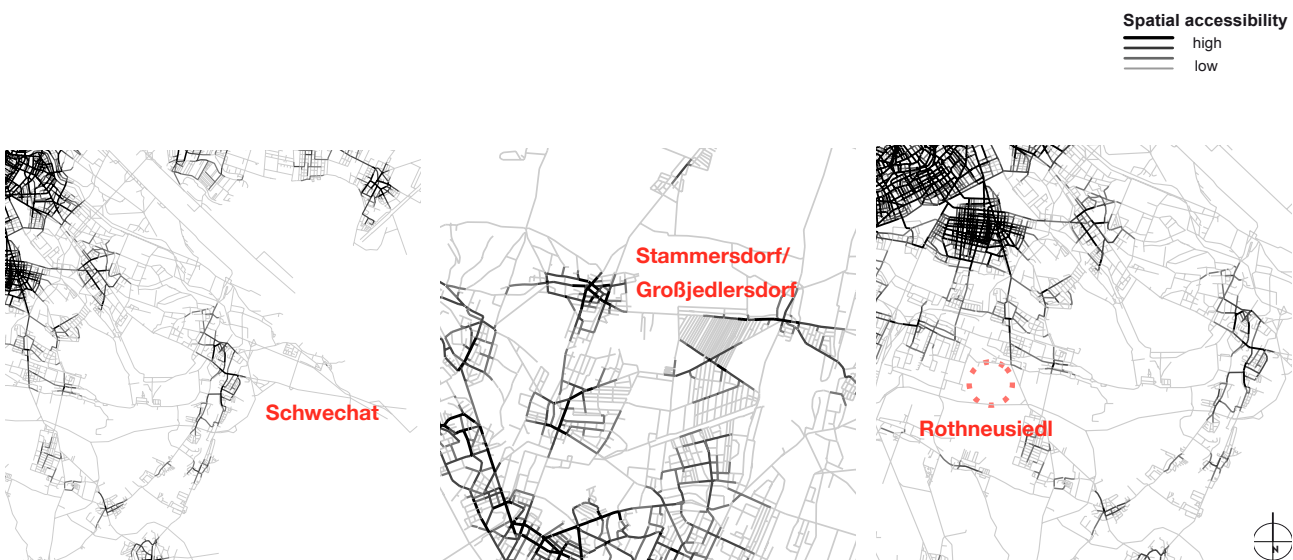 Spatial accessibility
high
low
Stammersdorf/
Großjedlersdorf
Schwechat
Rothneusiedl
N